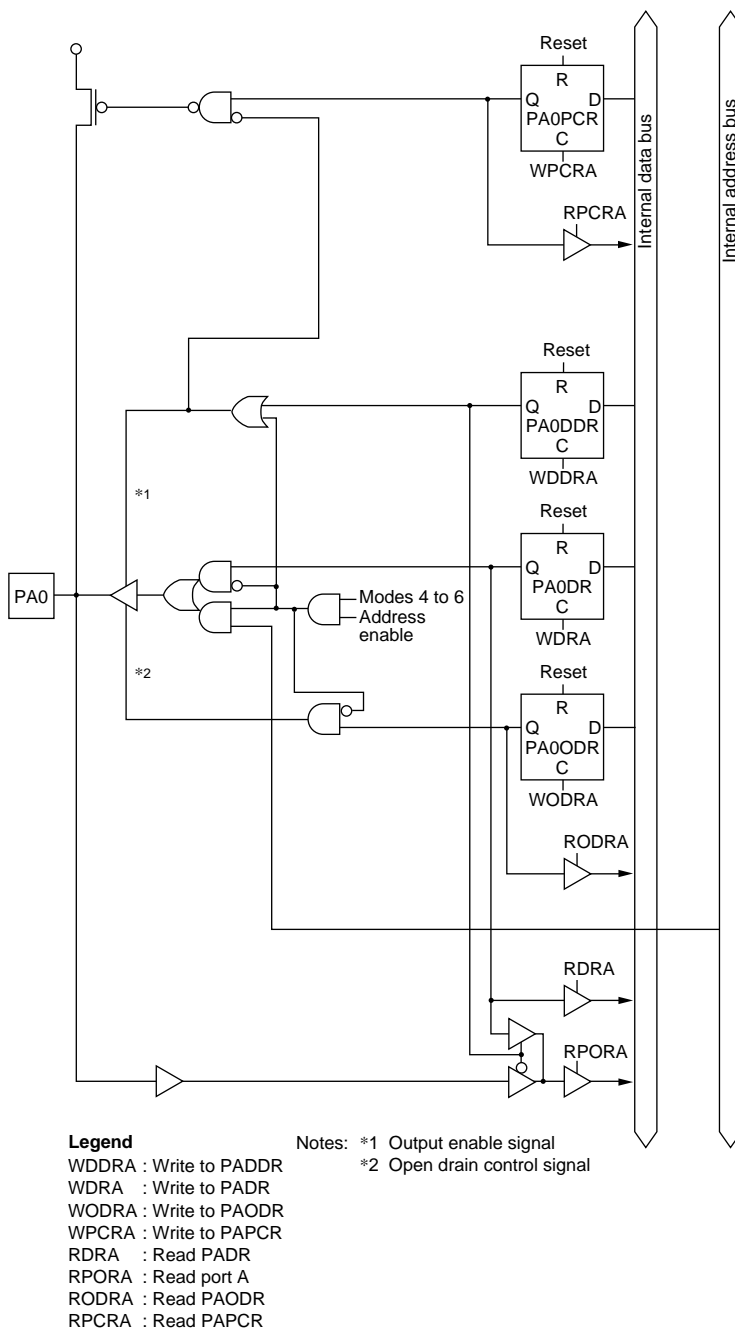 Reset
R
Q D
PA0PCR
C
WPCRA
RPCRA
Internal data bus
Internal address bus
Reset
R
Q D
PA0DDR
C
WDDRA
*1
Reset
R
Q D
PA0DR
C
WDRA
PA0
Modes 4 to 6
Address
enable
*2
Reset
R
Q D
PA0ODR
C
WODRA
RODRA
RDRA
RPORA
Legend
WDDRA : Write to PADDR
WDRA : Write to PADR
WODRA : Write to PAODR
WPCRA : Write to PAPCR
RDRA : Read PADR
RPORA : Read port A
RODRA : Read PAODR
RPCRA : Read PAPCR
Notes: *1 Output enable signal
*2 Open drain control signal